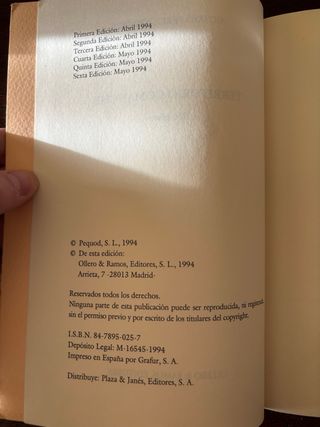 Primera Edición: Abril 1994
Segunda Edición: Abril 1994
Tercera Edición: Abril 1994
Cuarta Edición: Mayo 1994
Quinta Edición: Mayo 1994
Sexta Edición: Mayo 1994
© Pequod, S. L., 1994
© De esta edición:
Ollero & Ramos, Editores, S. L., 1994
Arrieta, 7 -28013 Madrid-
Reservados todos los derechos.
Ninguna parte de esta publicación puede ser reproducida, ni registrada
sin el permiso previo y por escrito de los titulares del copyright.
I.S.B.N. 84-7895-025-7
Depósito Legal: M-16545-1994
Impreso en España por Grafur, S. A.
Distribuye: Plaza & Janés, Editores, S. A.